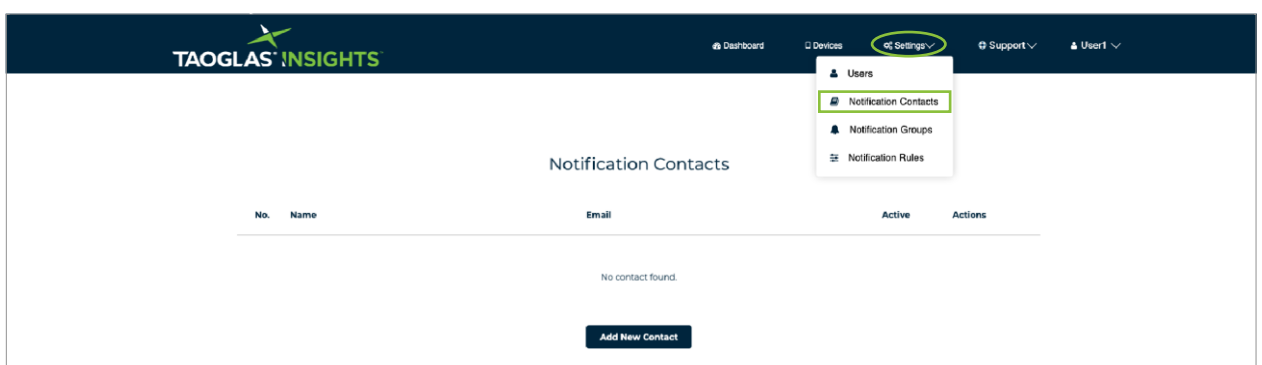 TAOGLAS INSIGHTS
Dashboard Devices Settings Support User1
Users
Notification Contacts
Notification Groups
Notification Rules
Notification Contacts
No. Name Email Active Actions
No contact found.
Add New Contact